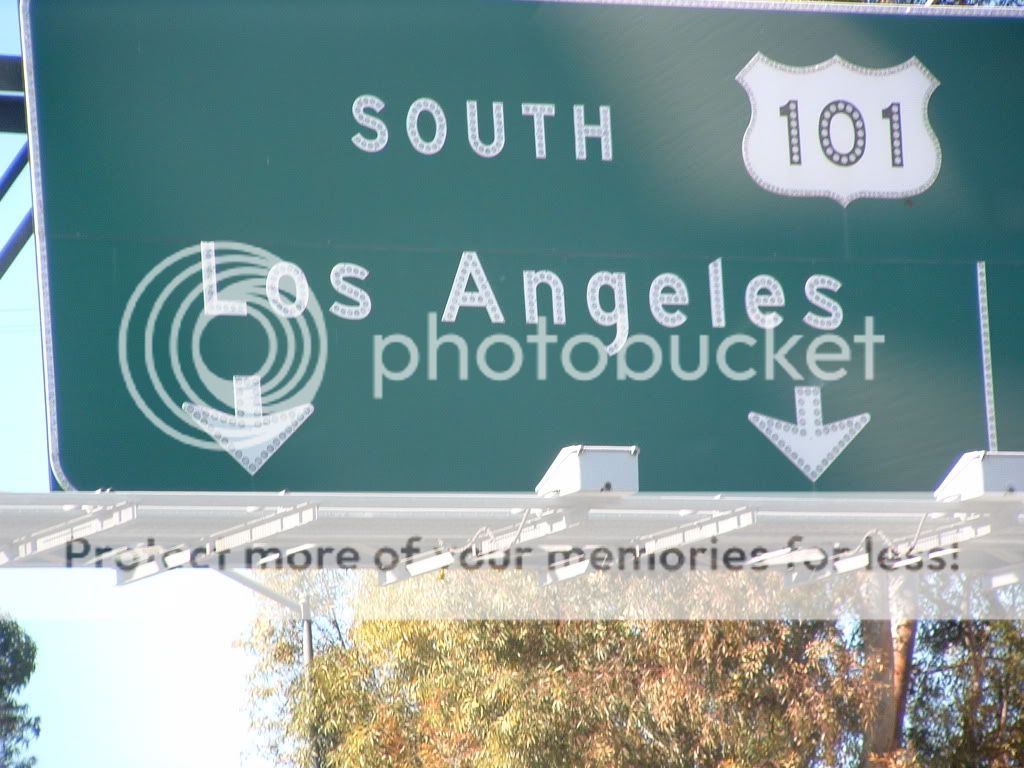 SOUTH 101
Los Angeles
photobucket
Protect more of your memories for less!